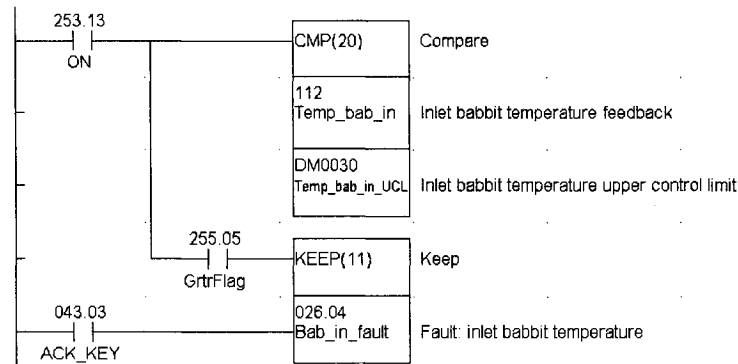 253.13
ON
CMP(20) Compare
112
Temp_bab_in Inlet babbit temperature feedback
DM0030
Temp_bab_in_UCL Inlet babbit temperature upper control limit
255.05
GrtrFlag
KEEP(11) Keep
043.03
ACK_KEY
026.04
Bab_in_fault Fault: inlet babbit temperature